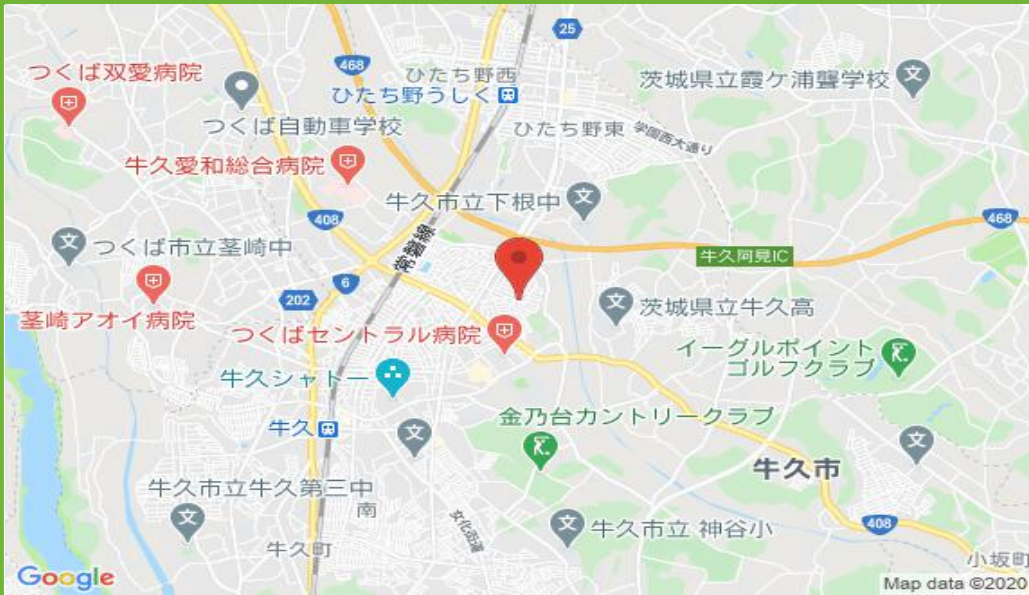 25
468
つくば双愛病院
ひたち野西
ひたち野うしく
茨城県立霞ケ浦聾学校
つくば自動車学校
ひたち野東
学園西大通り
牛久愛和総合病院
牛久市立下根中
408
468
常磐線
つくば市立茎崎中
牛久阿見IC
6
202
茎崎アオイ病院
茨城県立牛久高
つくばセントラル病院
イーグルポイント
ゴルフクラブ
牛久シャトー
金乃台カントリークラブ
牛久
牛久市
牛久市立牛久第三中
南
女化街道
408
牛久市立 神谷小
牛久町
小坂町
Google
Map data ©2020